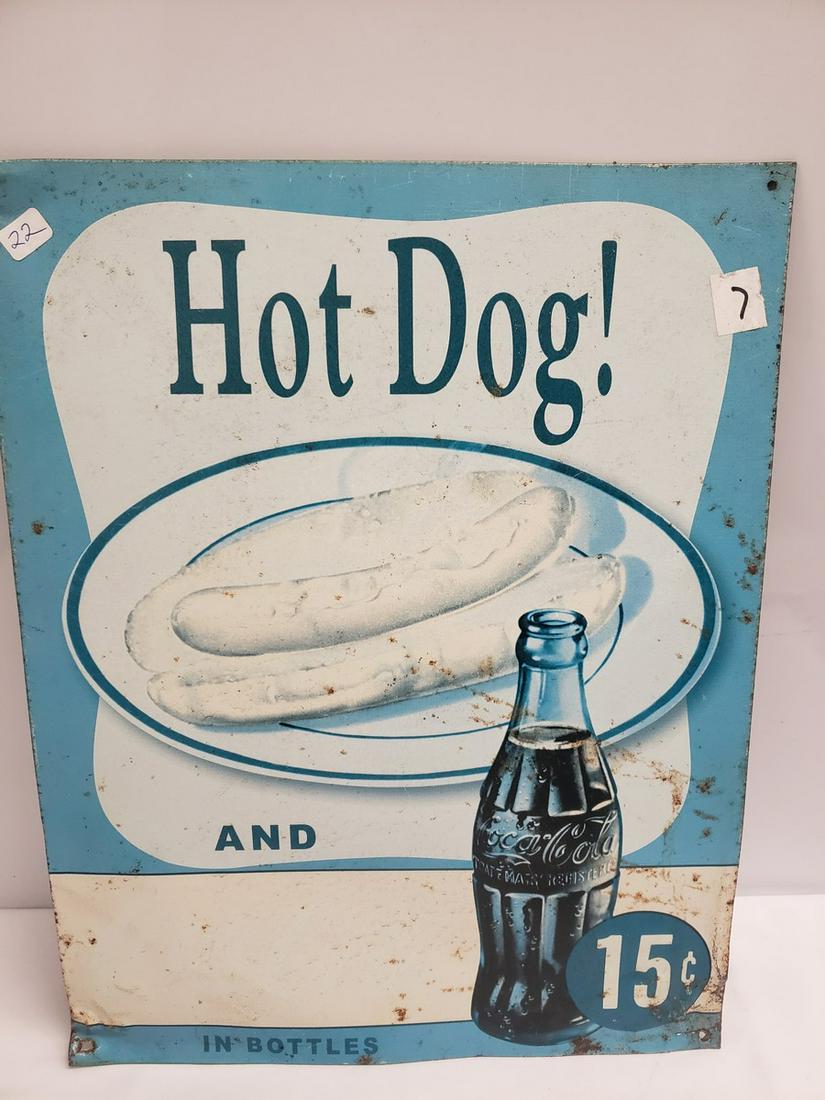 22
Hot Dog!
7
AND
Coca-Cola
TRADE MARK REGISTERED
15¢
IN BOTTLES